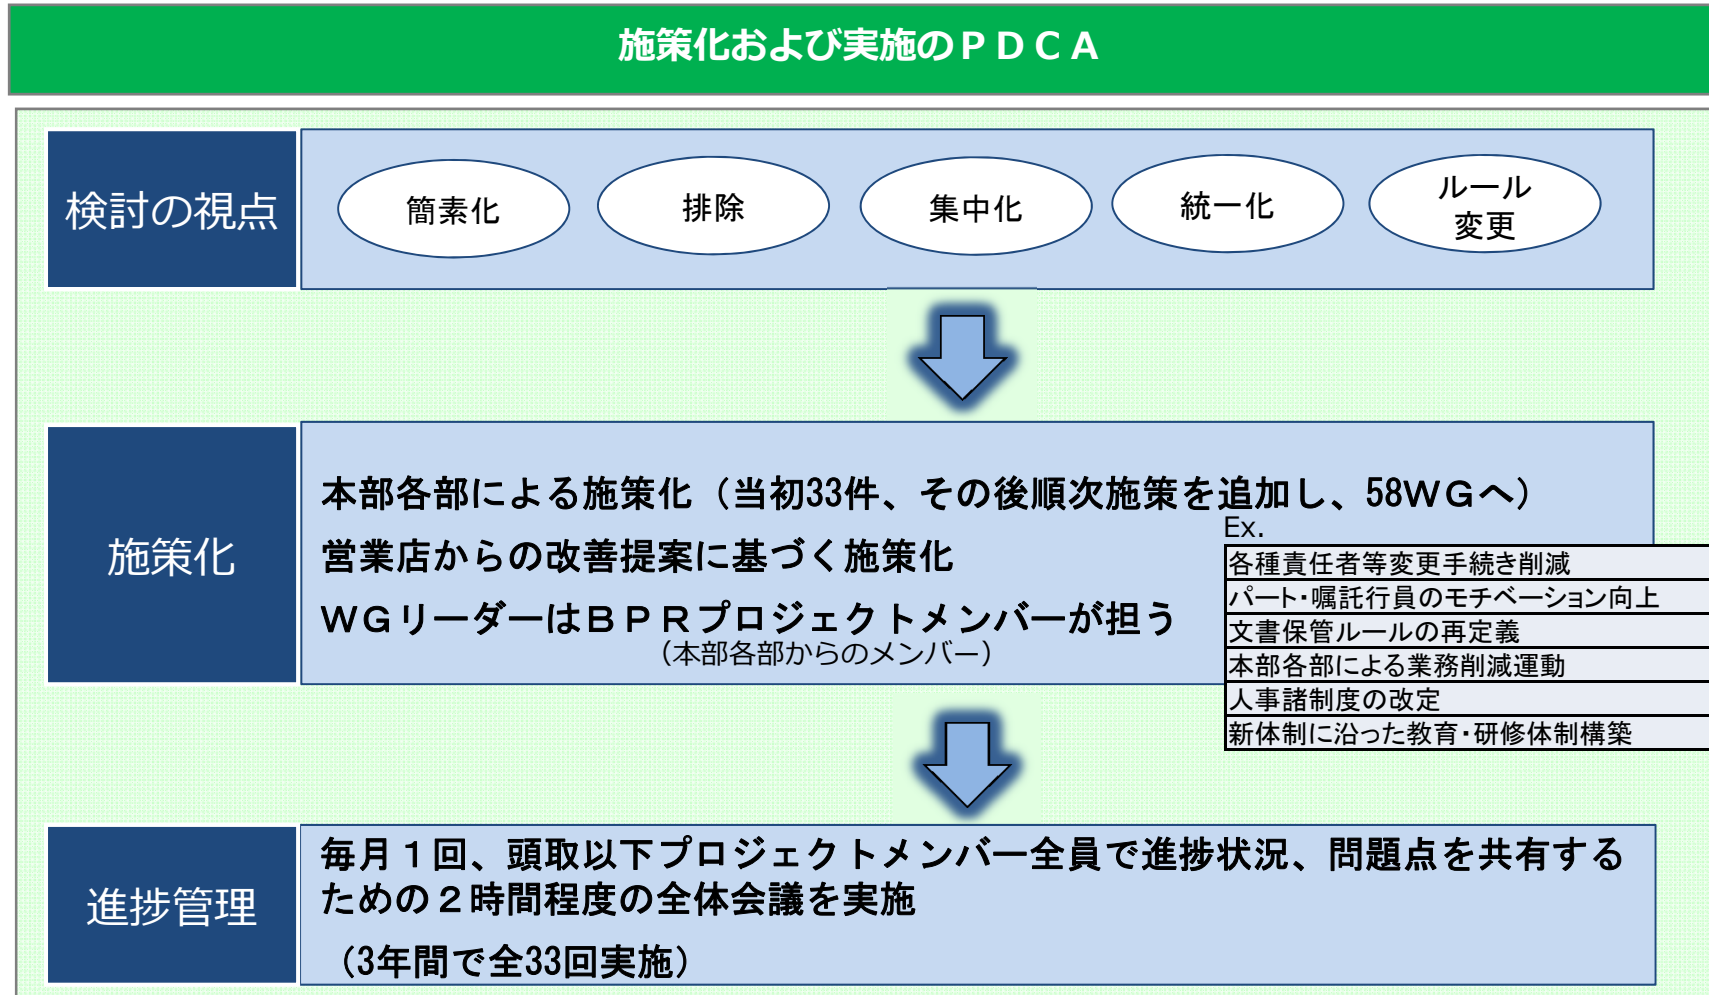 施策化および実施のＰＤＣＡ
検討の視点
簡素化
排除
集中化
統一化
ルール
変更
施策化
本部各部による施策化（当初33件、その後順次施策を追加し、58ＷＧへ）
営業店からの改善提案に基づく施策化
ＷＧリーダーはＢＰＲプロジェクトメンバーが担う
（本部各部からのメンバー）
Ex.
各種責任者等変更手続き削減
パート・嘱託行員のモチベーション向上
文書保管ルールの再定義
本部各部による業務削減運動
人事諸制度の改定
新体制に沿った教育・研修体制構築
進捗管理
毎月１回、頭取以下プロジェクトメンバー全員で進捗状況、問題点を共有する
ための２時間程度の全体会議を実施
（3年間で全33回実施）